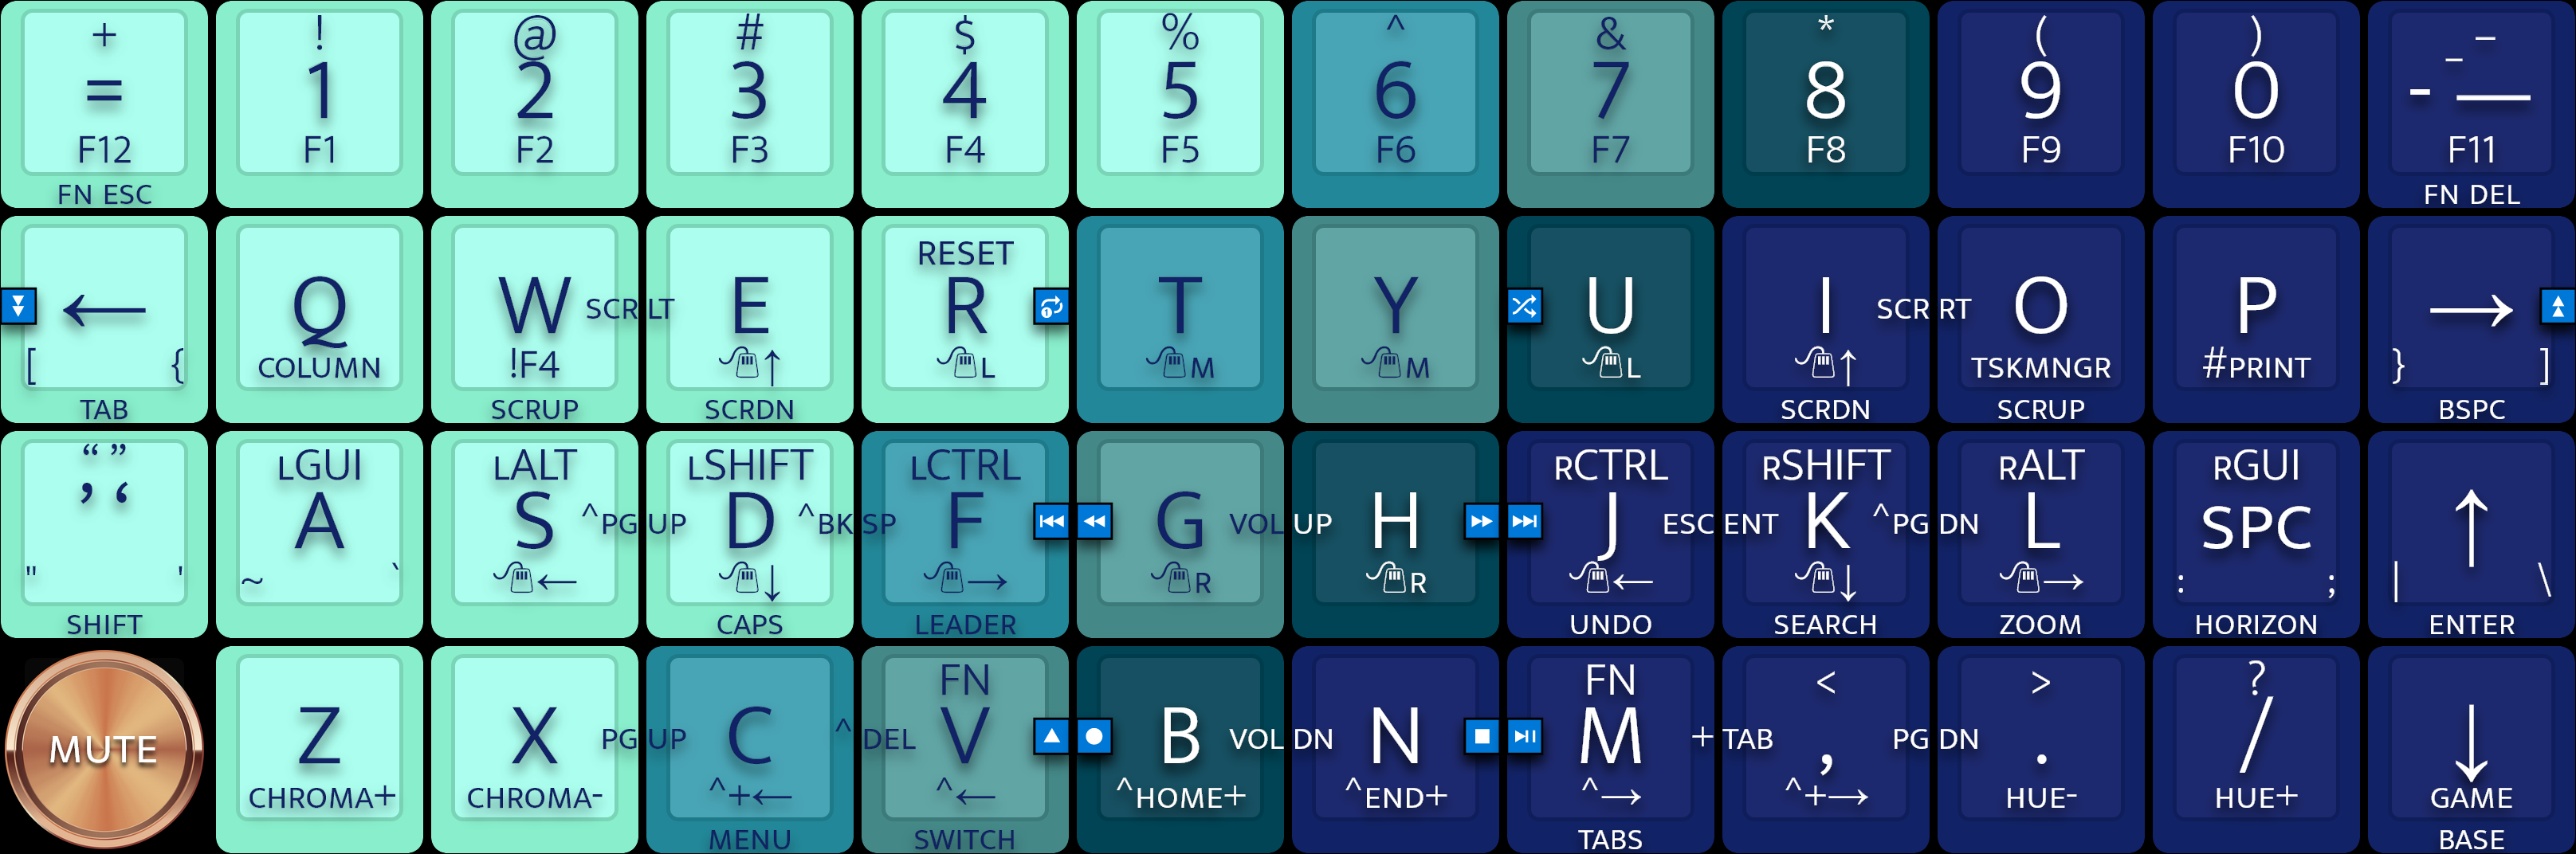 + ! @ # $ % ^ & * ( ) _ –
= 1 2 3 4 5 6 7 8 9 0 - —
F12 F1 F2 F3 F4 F5 F6 F7 F8 F9 F10 F11
FN ESC FN DEL
RESET
← Q W SCR LT E R T Y U I SCR RT O P →
[ { COLUMN !F4 ↑ L M M L ↑ TSKMNGR #PRINT } ]
TAB SCRUP SCRDN SCRDN SCRUP BSPC
“ ” LGUI LALT LSHIFT LCTRL RCTRL RSHIFT RALT RGUI
’ ‘ A S ^PG UP D ^BK SP F G VOL UP H J ESC ENT K ^PG DN L SPC ↑
" ' ~ ` ← ↓ → R R ← ↓ → : ; | \
SHIFT CAPS LEADER UNDO SEARCH ZOOM HORIZON ENTER
FN FN < > ?
MUTE Z X PG UP C ^ DEL V B VOL DN N M + TAB , PG DN . / ↓
CHROMA+ CHROMA- ^+← ^← ^HOME+ ^END+ ^→ ^+→ HUE- HUE+ GAME
MENU SWITCH TABS BASE